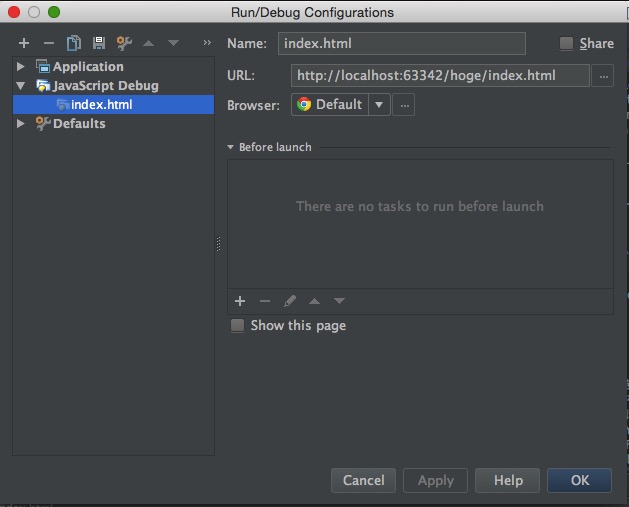 Run/Debug Configurations
Name: index.html Share
Application
URL: http://localhost:63342/hoge/index.html ...
JavaScript Debug
index.html
Browser: Default ...
Defaults
Before launch
There are no tasks to run before launch
Show this page
Cancel Apply Help OK